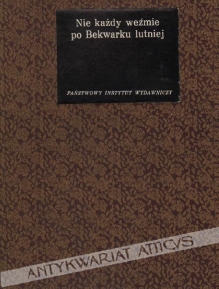 Nie każdy weźmie
po Bekwarku lutniej
PAŃSTWOWY INSTYTUT WYDAWNICZY
ANTYKWARIAT ATTICVS